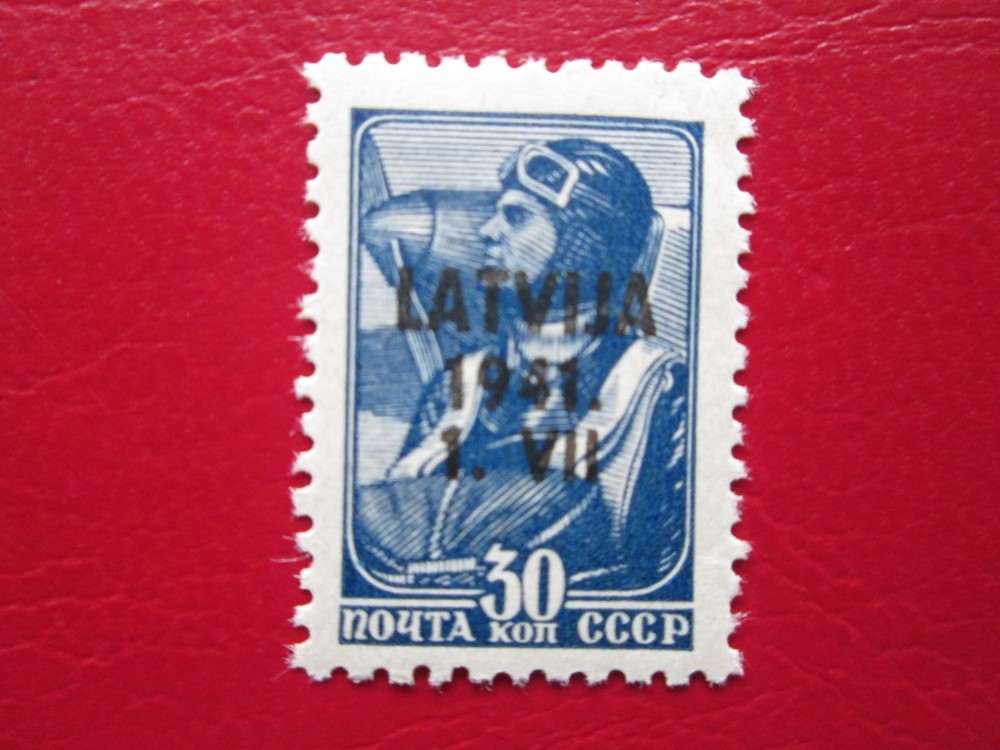 LATVIJA
1941.
1. VII
30
ПОЧТА КОП СССР